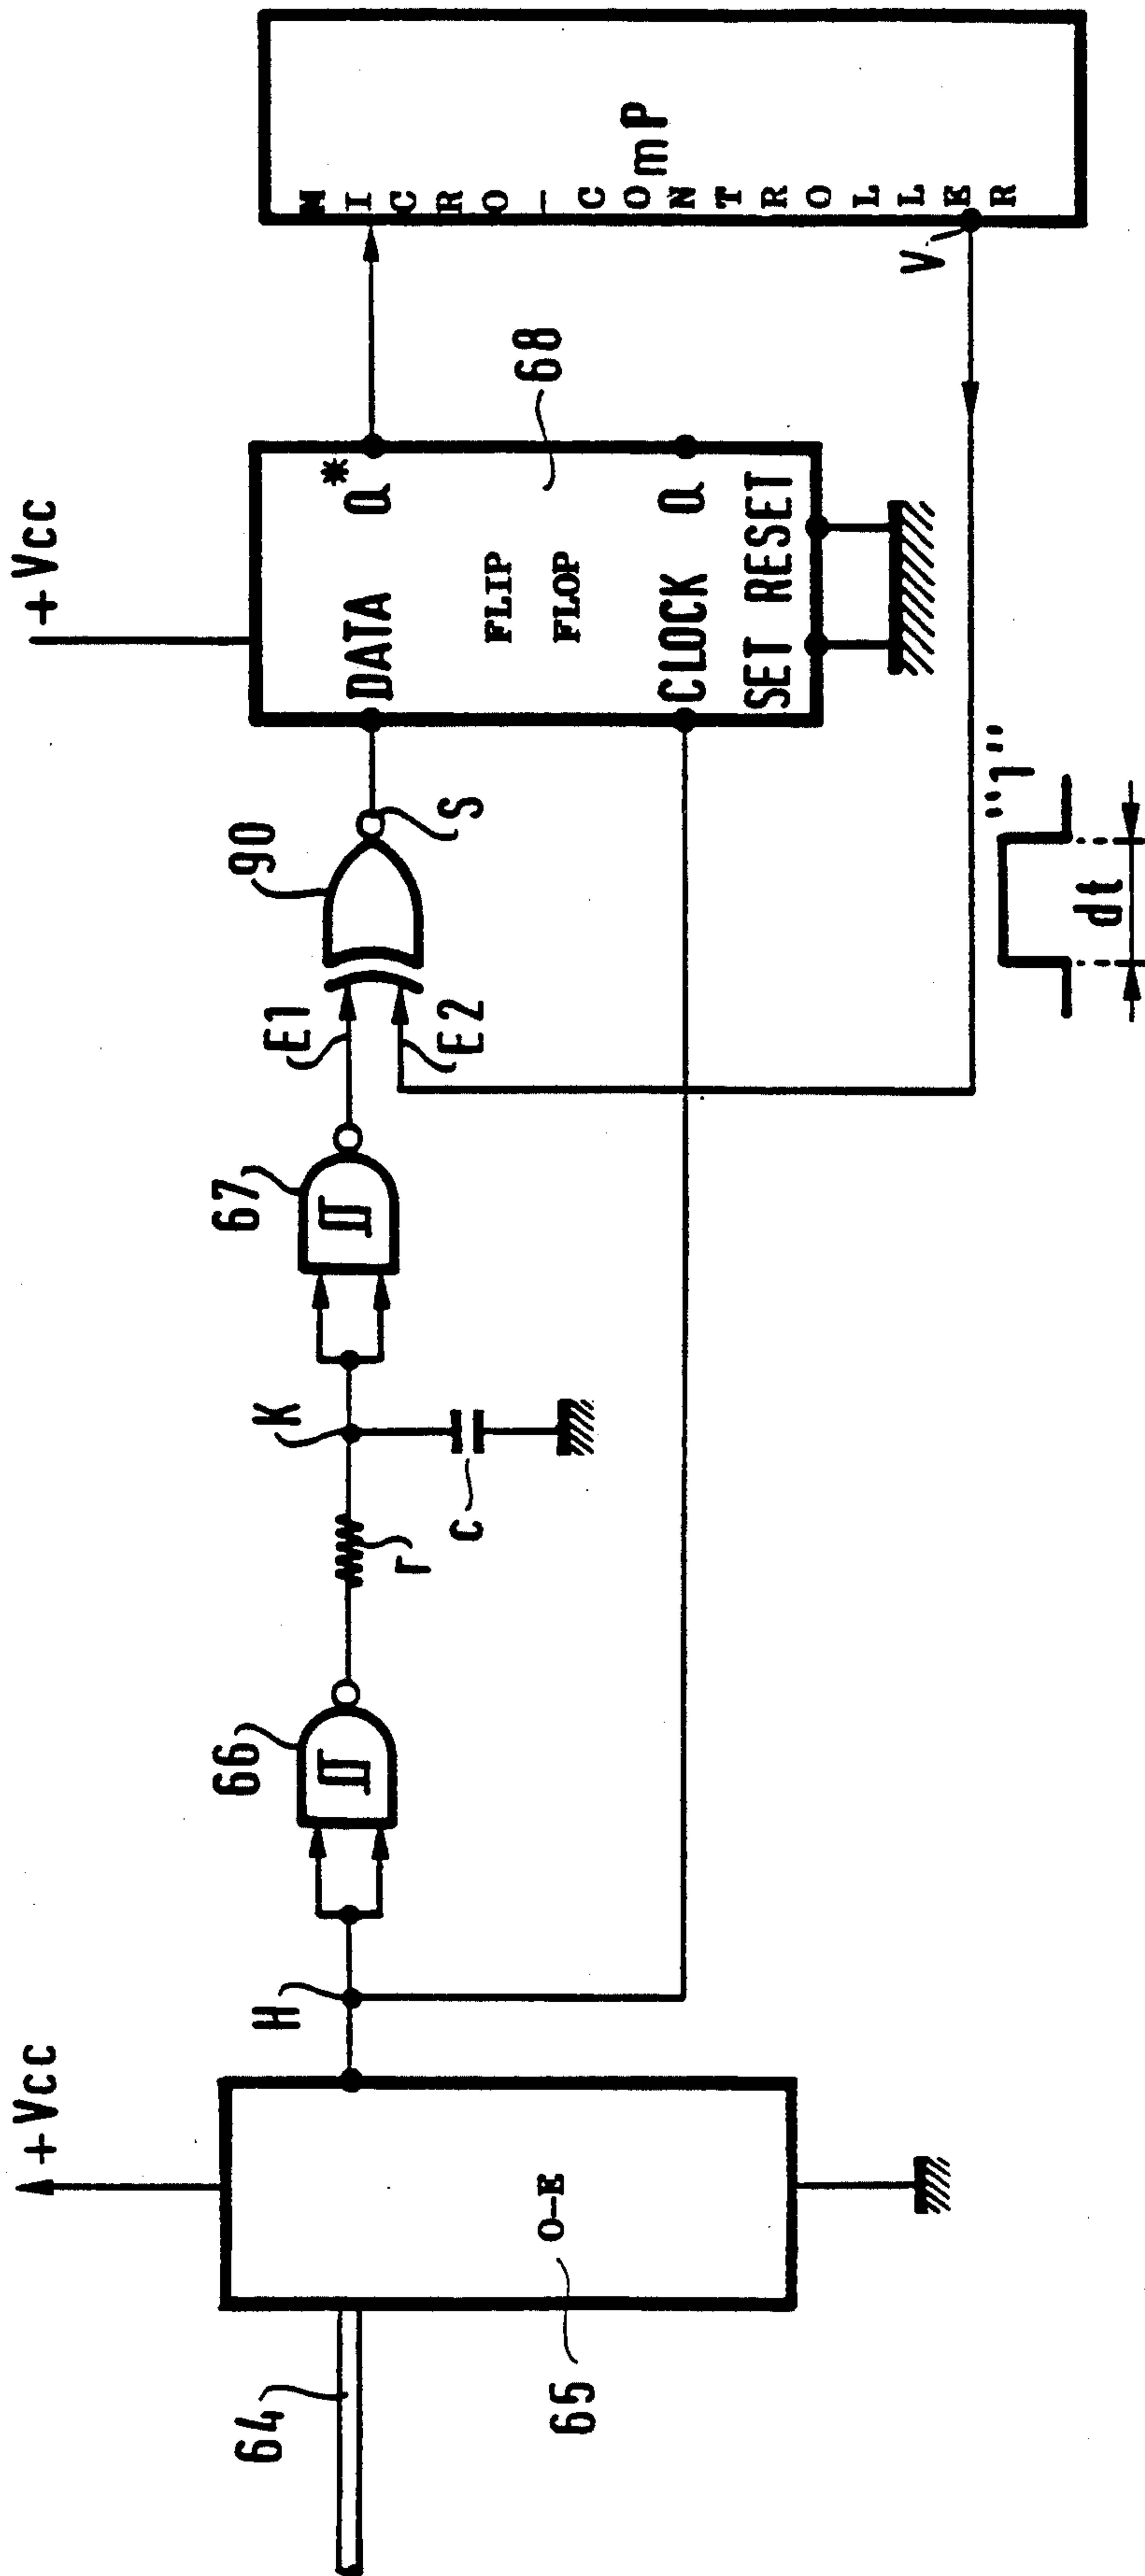 +Vcc
64
O-E
65
H
66
r
K
C
67
E1
E2
90
S
+Vcc
DATA
Q*
FLIP
FLOP
68
CLOCK
Q
SET
RESET
MICRO-CONTROLLER
mP
V
"1"
dt